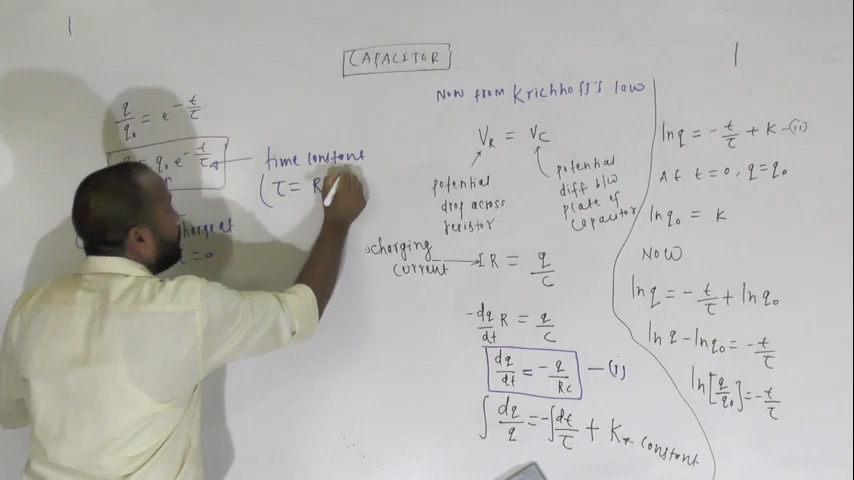 CAPACITOR
Now from Krichhoff's law
V_R = V_C
potential
drop across
resistor
potential
diff b/w
plate of
capacitor
scharging
current → IR = q/C
-dq/dt R = q/C
dq/dt = -q/RC —(i)
∫ dq/q = -∫ dt/τ + K → constant
ln q = -t/τ + K —(ii)
At t=0, q=q₀
ln q₀ = K
NOW
ln q = -t/τ + ln q₀
ln q - ln q₀ = -t/τ
ln[q/q₀] = -t/τ
q/q₀ = e^(-t/τ)
= q₀ e^(-t/τ)
time constant
(τ = R